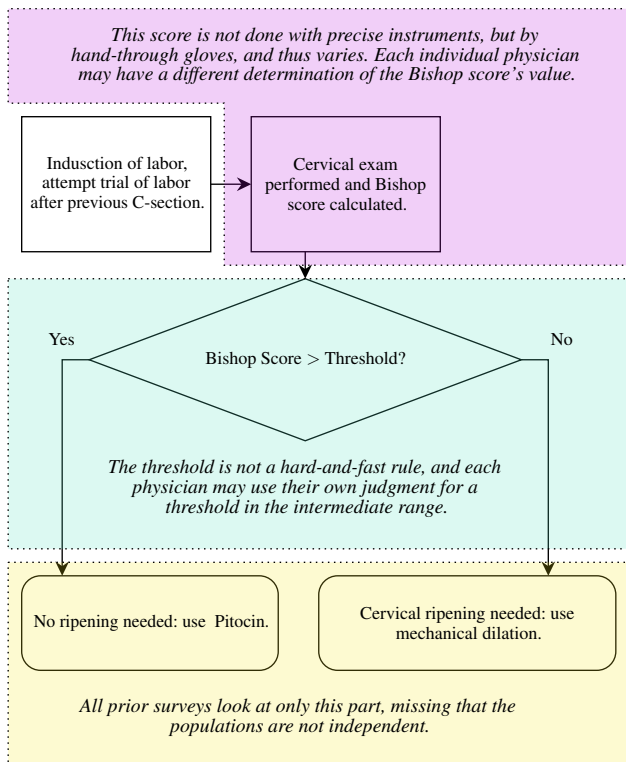 This score is not done with precise instruments, but by
hand-through gloves, and thus varies. Each individual physician
may have a different determination of the Bishop score's value.
Indusction of labor,
attempt trial of labor
after previous C-section.
Cervical exam
performed and Bishop
score calculated.
Yes
No
Bishop Score > Threshold?
The threshold is not a hard-and-fast rule, and each
physician may use their own judgment for a
threshold in the intermediate range.
No ripening needed: use Pitocin.
Cervical ripening needed: use
mechanical dilation.
All prior surveys look at only this part, missing that the
populations are not independent.